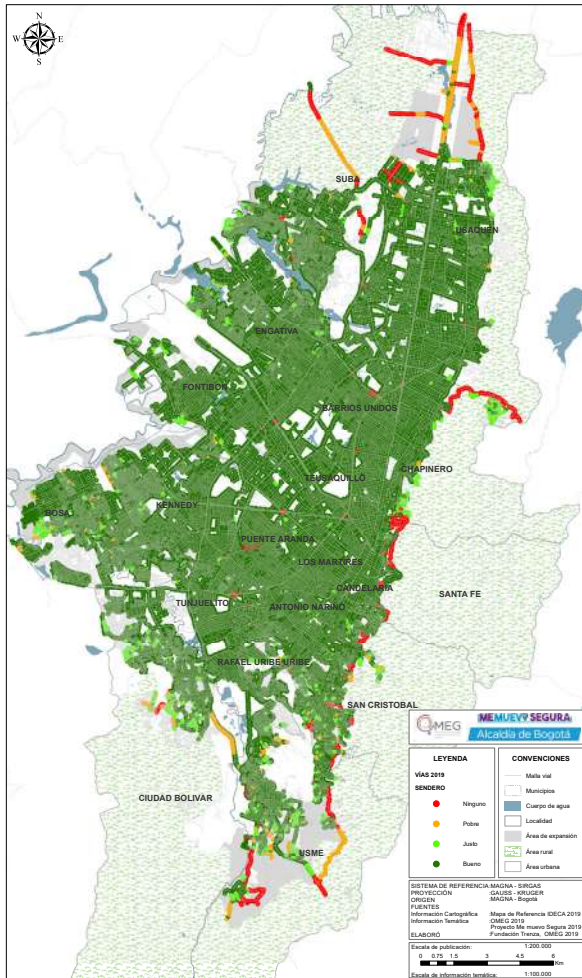 N
W E
S
SUBA
USAQUÉN
ENGATIVA
FONTIBON
BARRIOS UNIDOS
TEUSAQUILLO
CHAPINERO
KENNEDY
BOSA
PUENTE ARANDA
LOS MARTIRES
CANDELARIA
SANTA FE
TUNJUELITO
ANTONIO NARIÑO
RAFAEL URIBE URIBE
SAN CRISTOBAL
CIUDAD BOLIVAR
USME
OMEG
MEMUEVO SEGURA
Alcaldía de Bogotá
LEYENDA
VÍAS 2019
SENDERO
Ninguno
Pobre
Justo
Bueno
CONVENCIONES
Malla vial
Municipios
Cuerpo de agua
Localidad
Área de expansión
Área rural
Área urbana
SISTEMA DE REFERENCIA:MAGNA - SIRGAS
PROYECCIÓN :GAUSS - KRUGER
ORIGEN :MAGNA - Bogotá
FUENTES
Información Cartográfica :Mapa de Referencia IDECA 2019
Información Temática :OMEG 2019
Proyecto Me muevo Segura 2019
ELABORÓ :Fundación Trenza, OMEG 2019
Escala de publicación: 1:200.000
0 0.75 1.5 3 4.5 6
Km
Escala de información temática: 1:100.000